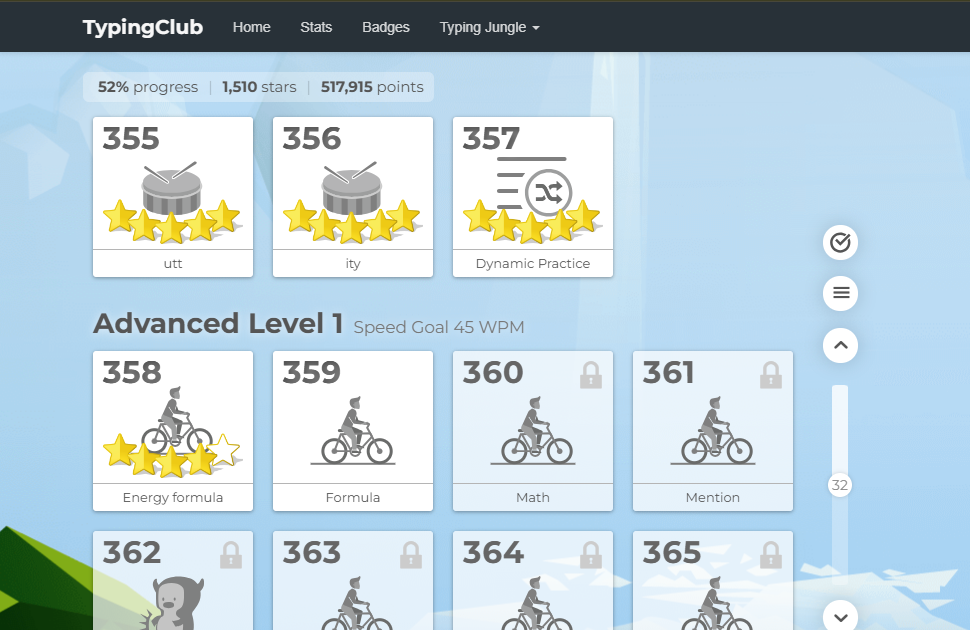 TypingClub Home Stats Badges Typing Jungle
52% progress | 1,510 stars | 517,915 points
355 356 357
utt ity Dynamic Practice
Advanced Level 1 Speed Goal 45 WPM
358 359 360 361
32
Energy formula Formula Math Mention
362 363 364 365